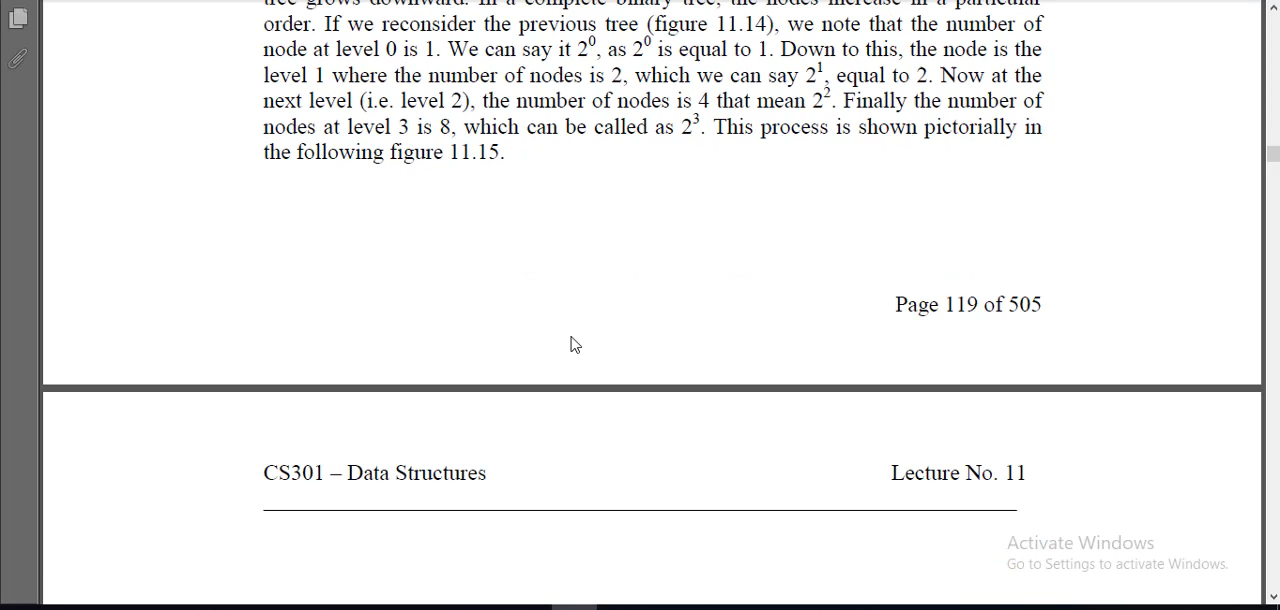 tree grows downward. In a complete binary tree, the nodes increase in a particular
order. If we reconsider the previous tree (figure 11.14), we note that the number of
node at level 0 is 1. We can say it 2⁰, as 2⁰ is equal to 1. Down to this, the node is the
level 1 where the number of nodes is 2, which we can say 2¹, equal to 2. Now at the
next level (i.e. level 2), the number of nodes is 4 that mean 2². Finally the number of
nodes at level 3 is 8, which can be called as 2³. This process is shown pictorially in
the following figure 11.15.
Page 119 of 505
CS301 – Data Structures Lecture No. 11
Activate Windows
Go to Settings to activate Windows.